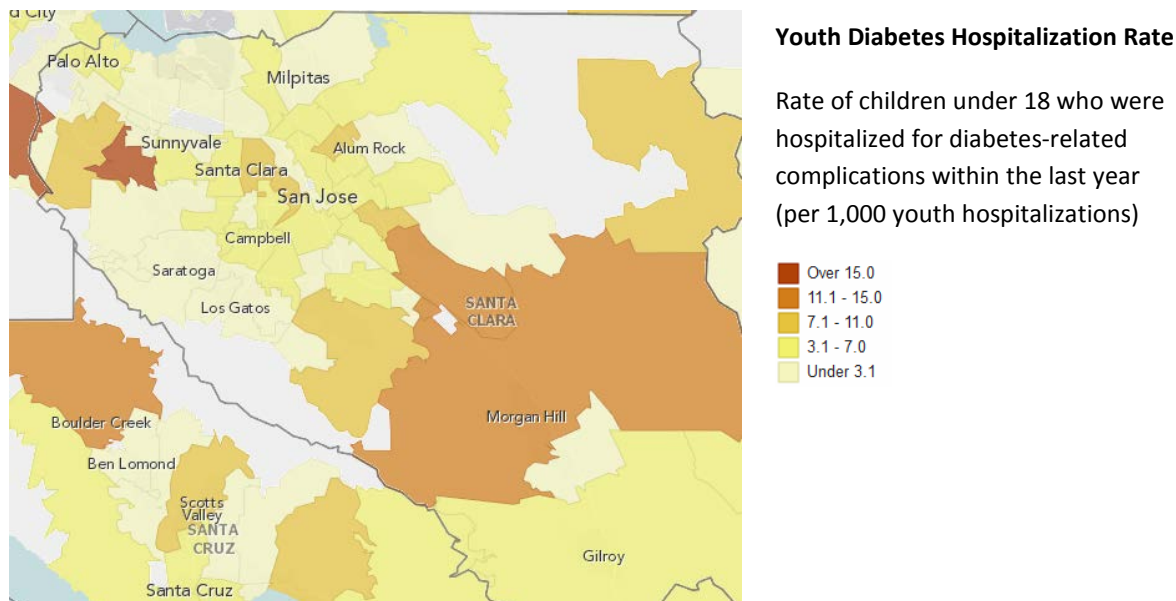 d City
Palo Alto
Milpitas
Sunnyvale
Alum Rock
Santa Clara
San Jose
Campbell
Saratoga
Los Gatos
SANTA
CLARA
Morgan Hill
Boulder Creek
Ben Lomond
Scotts
Valley
SANTA
CRUZ
Gilroy
Santa Cruz
Youth Diabetes Hospitalization Rate
Rate of children under 18 who were
hospitalized for diabetes-related
complications within the last year
(per 1,000 youth hospitalizations)
Over 15.0
11.1 - 15.0
7.1 - 11.0
3.1 - 7.0
Under 3.1